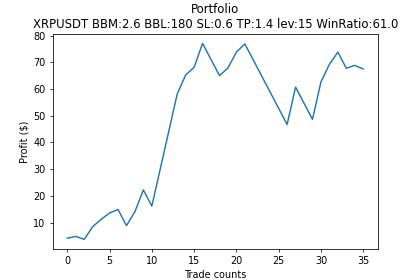 Portfolio
XRPUSDT BBM:2.6 BBL:180 SL:0.6 TP:1.4 lev:15 WinRatio:61.0
80
70
60
50
40
30
20
10
Profit ($)
0 5 10 15 20 25 30 35
Trade counts